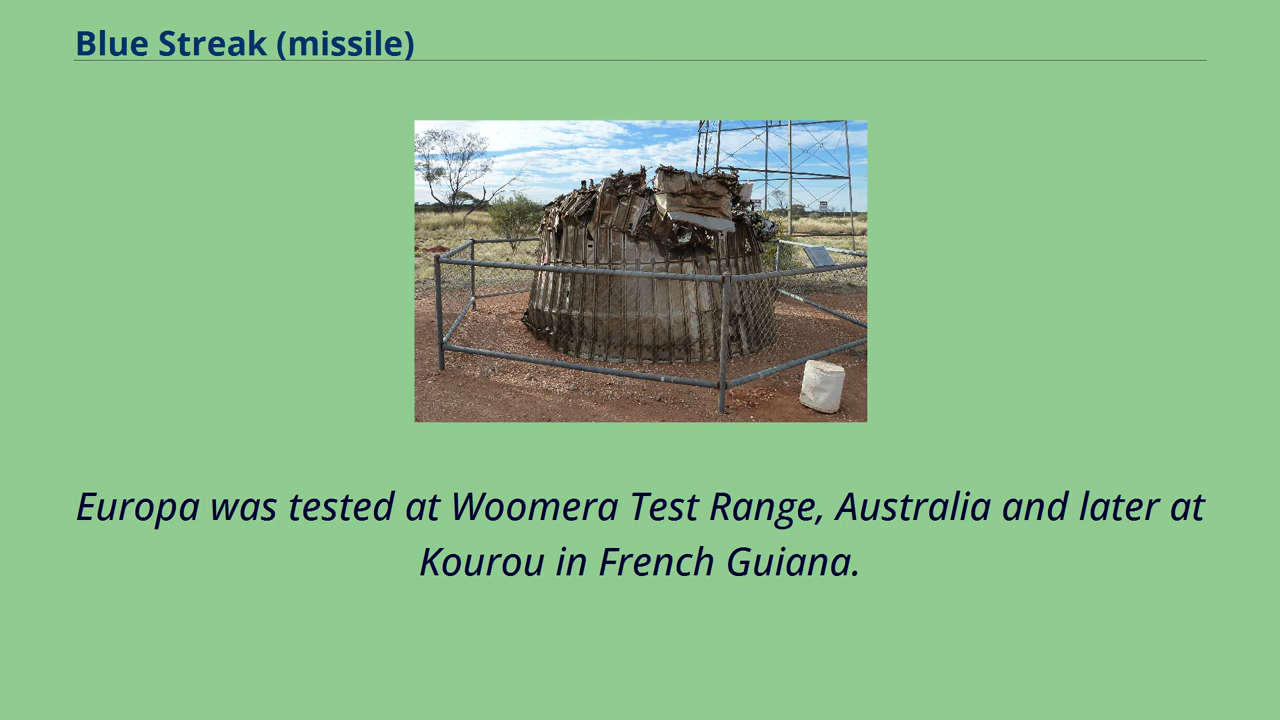 Blue Streak (missile)
Europa was tested at Woomera Test Range, Australia and later at
Kourou in French Guiana.